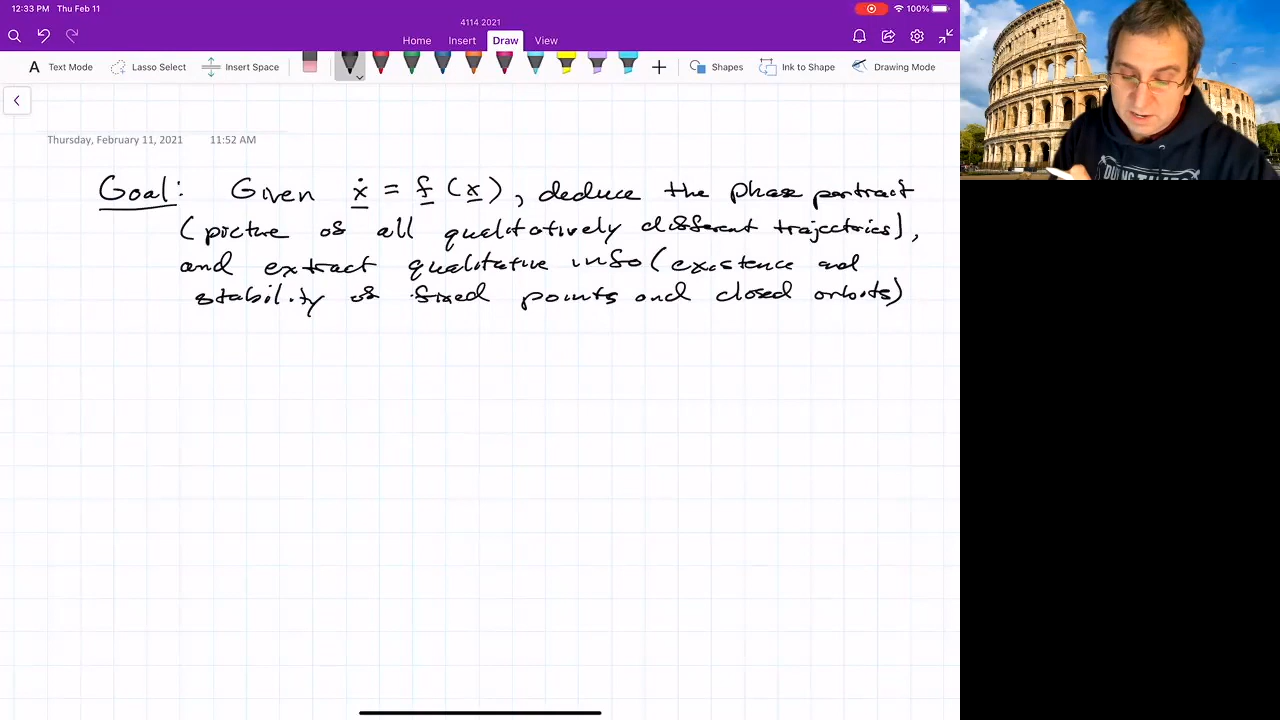 12:33 PM Thu Feb 11
100%
4114 2021
Home Insert Draw View
Text Mode Lasso Select Insert Space Shapes Ink to Shape Drawing Mode
Thursday, February 11, 2021 11:52 AM
Goal: Given ẋ = f (x), deduce the phase portrait
(picture of all qualitatively different trajectories),
and extract qualitative info (existence and
stability of fixed points and closed orbits)